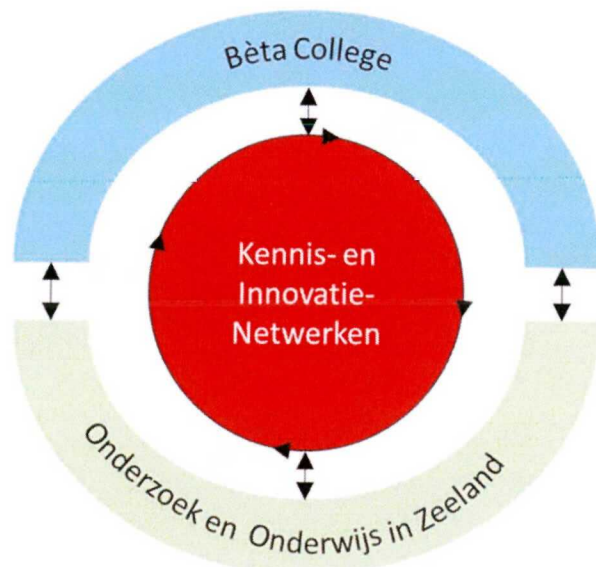 Bèta College
Kennis- en
Innovatie-
Netwerken
Onderzoek en Onderwijs in Zeeland